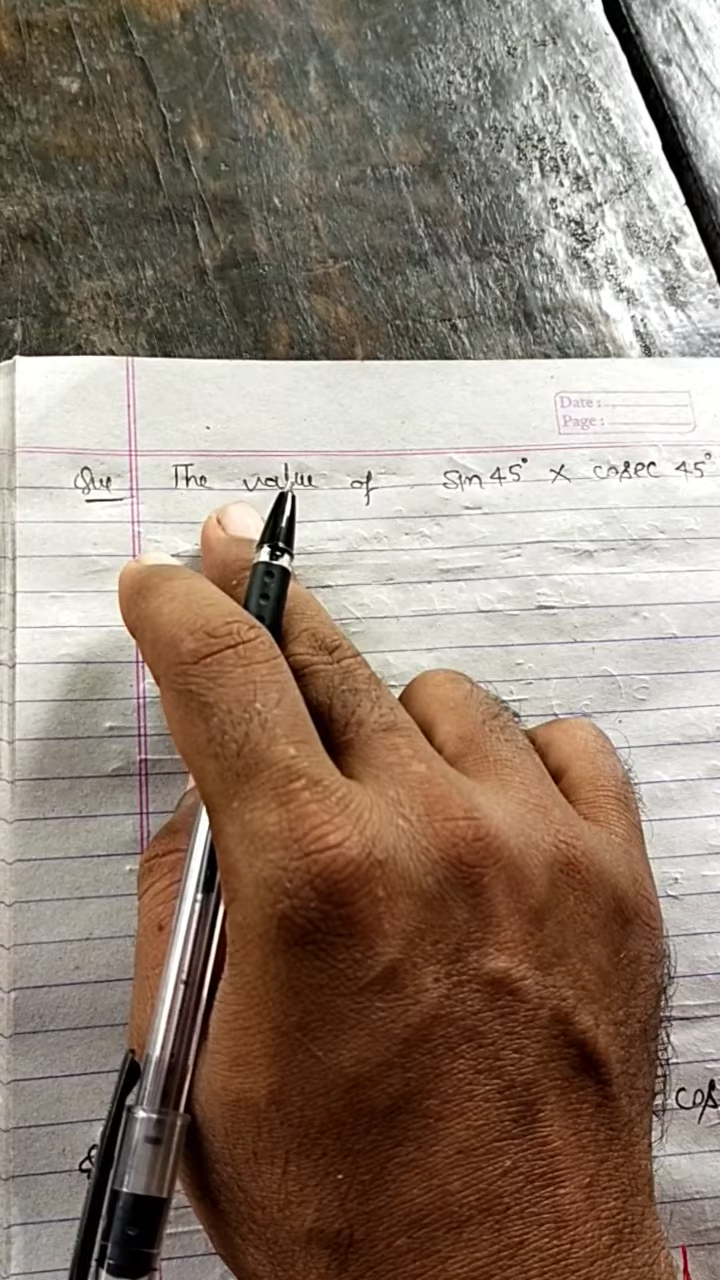 Date :
Page :
Que The value of sin 45° × cosec 45°
cos